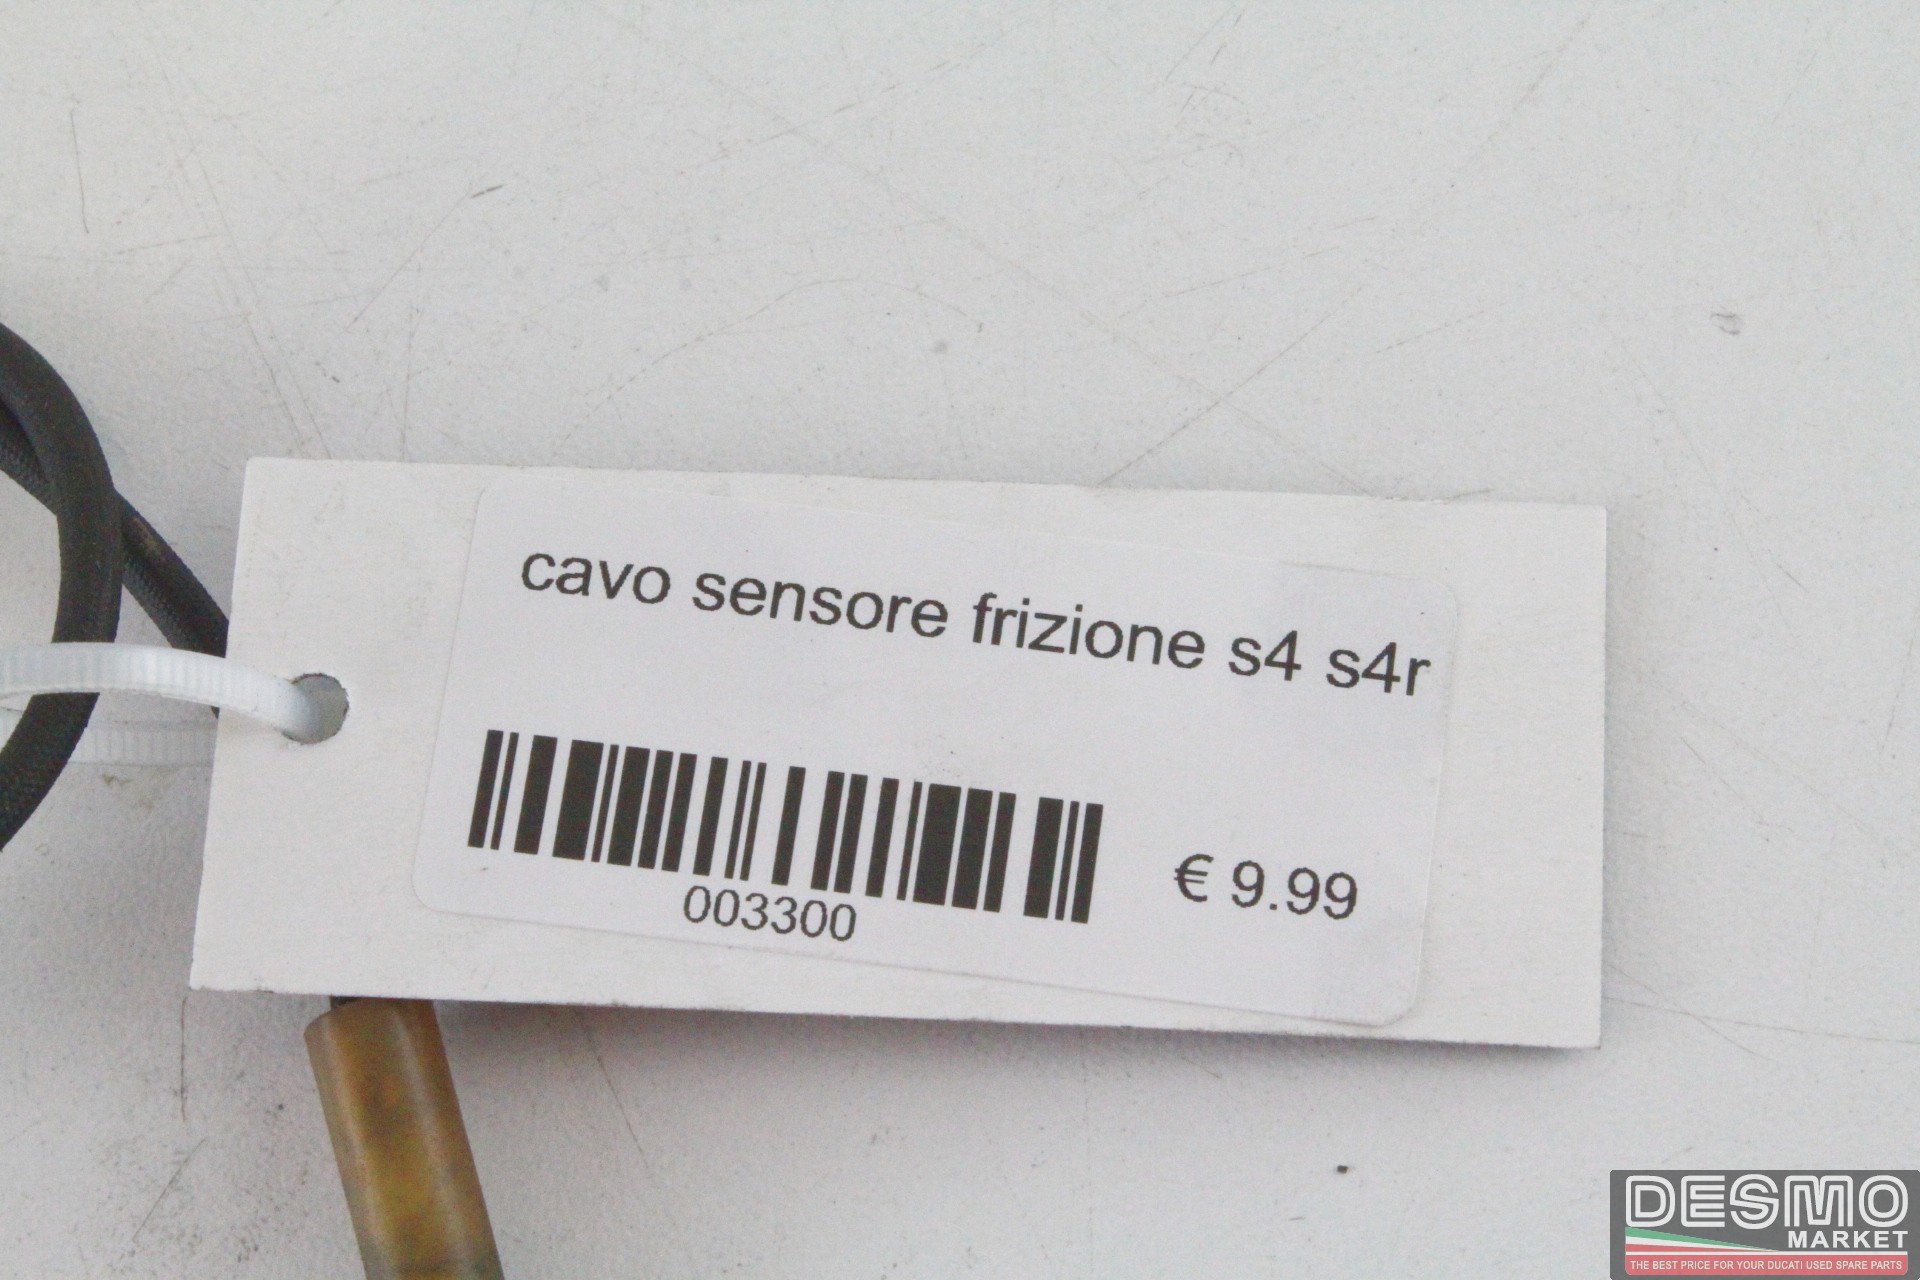 cavo sensore frizione s4 s4r
003300
€ 9.99
DESMO
MARKET
THE BEST PRICE FOR YOUR DUCATI USED SPARE PARTS